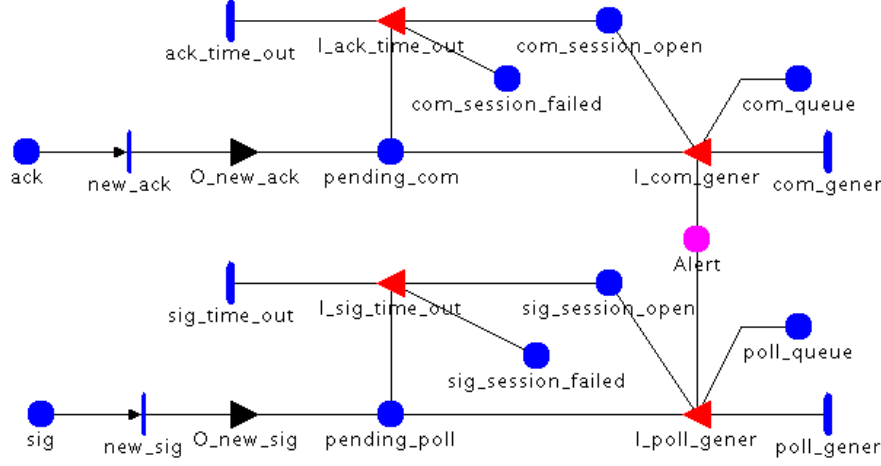 ack_time_out
I_ack_time_out
com_session_open
com_session_failed
com_queue
ack
new_ack
O_new_ack
pending_com
I_com_gener
com_gener
Alert
sig_time_out
I_sig_time_out
sig_session_open
poll_queue
sig_session_failed
sig
new_sig
O_new_sig
pending_poll
I_poll_gener
poll_gener